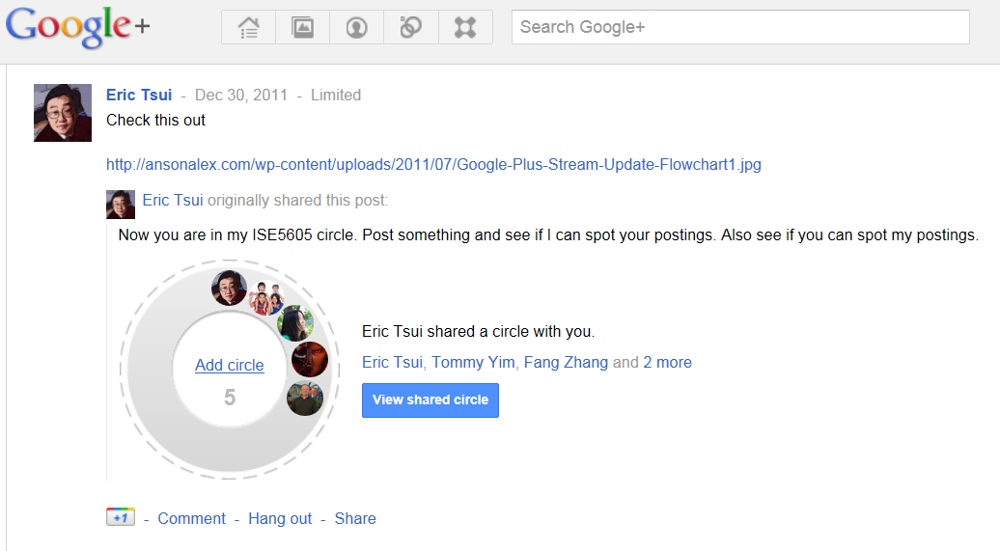 Google+
Search Google+
Eric Tsui - Dec 30, 2011 - Limited
Check this out
http://ansonalex.com/wp-content/uploads/2011/07/Google-Plus-Stream-Update-Flowchart1.jpg
Eric Tsui originally shared this post:
Now you are in my ISE5605 circle. Post something and see if I can spot your postings. Also see if you can spot my postings.
Add circle
5
Eric Tsui shared a circle with you.
Eric Tsui, Tommy Yim, Fang Zhang and 2 more
View shared circle
+1 - Comment - Hang out - Share